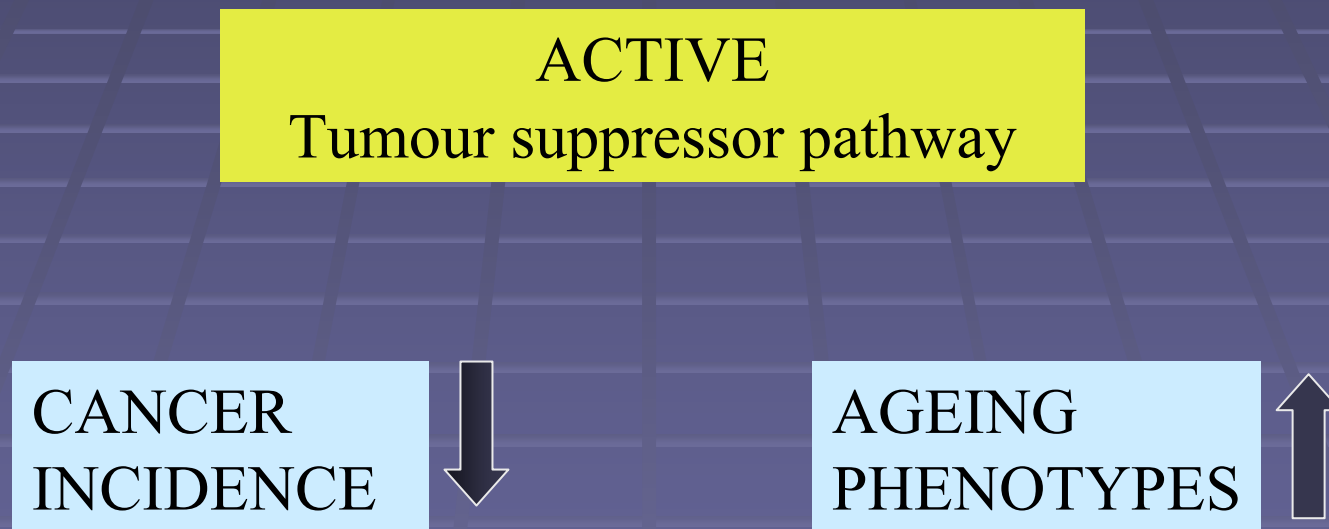 ACTIVE
Tumour suppressor pathway
CANCER
INCIDENCE
AGEING
PHENOTYPES